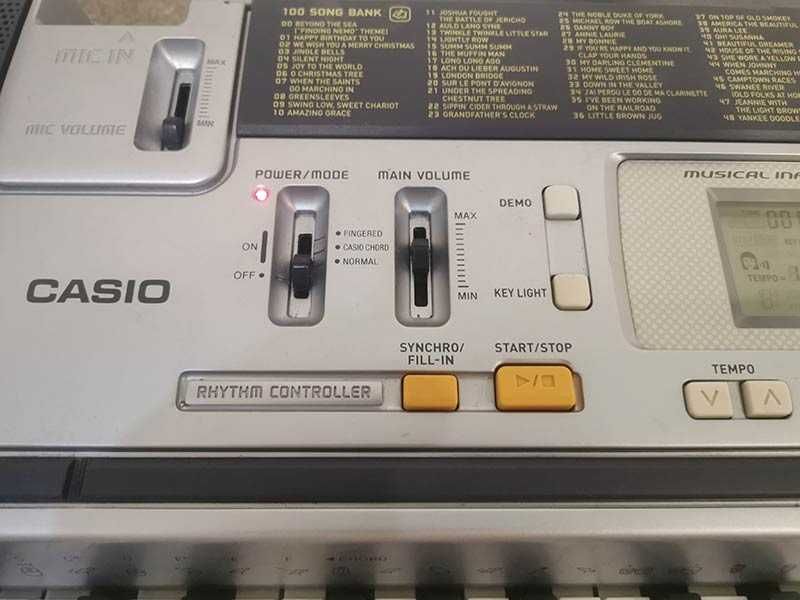 MIC IN
MAX
MIC VOLUME
100 SONG BANK
00 BEYOND THE SEA
("FINDING NEMO" THEME)
01 HAPPY BIRTHDAY TO YOU
02 WE WISH YOU A MERRY CHRISTMAS
03 JINGLE BELLS
04 SILENT NIGHT
05 JOY TO THE WORLD
06 O CHRISTMAS TREE
07 WHEN THE SAINTS
GO MARCHING IN
08 GREENSLEEVES
09 SWING LOW, SWEET CHARIOT
10 AMAZING GRACE
11 JOSHUA FOUGHT
THE BATTLE OF JERICHO
12 AULD LANG SYNE
13 TWINKLE TWINKLE LITTLE STAR
14 LIGHTLY ROW
15 SUMM SUMM SUMM
16 THE MUFFIN MAN
17 LONG LONG AGO
18 ACH DU LIEBER AUGUSTIN
19 LONDON BRIDGE
20 SUR LE PONT D'AVIGNON
21 UNDER THE SPREADING
CHESTNUT TREE
22 SIPPIN' CIDER THROUGH A STRAW
23 GRANDFATHER'S CLOCK
24 THE NOBLE DUKE OF YORK
25 MICHAEL ROW THE BOAT ASHORE
26 DANNY BOY
27 ANNIE LAURIE
28 MY BONNIE
29 IF YOU'RE HAPPY AND YOU KNOW IT,
CLAP YOUR HANDS
30 MY DARLING CLEMENTINE
31 HOME SWEET HOME
32 MY WILD IRISH ROSE
33 DOWN IN THE VALLEY
34 J'AI PERDU LE DO DE MA CLARINETTE
35 I'VE BEEN WORKING
ON THE RAILROAD
36 LITTLE BROWN JUG
37 ON TOP OF OLD SMOKEY
38 AMERICA THE BEAUTIFUL
39 AURA LEE
40 OH! SUSANNA
41 BEAUTIFUL DREAMER
42 HOUSE OF THE RISING
43 SHE WORE A YELLOW
44 WHEN JOHNNY
COMES MARCHING
45 CAMPTOWN RACES
46 SWANEE RIVER
(OLD FOLKS AT
47 JEANNIE WITH
THE LIGHT BROWN
48 YANKEE DOODLE
POWER/MODE
MAIN VOLUME
DEMO
ON
OFF
FINGERED
CASIO CHORD
NORMAL
MAX
MIN
KEY LIGHT
MUSICAL
TEMPO
CASIO
SYNCHRO/
FILL-IN
START/STOP
RHYTHM CONTROLLER
TEMPO
CHORD